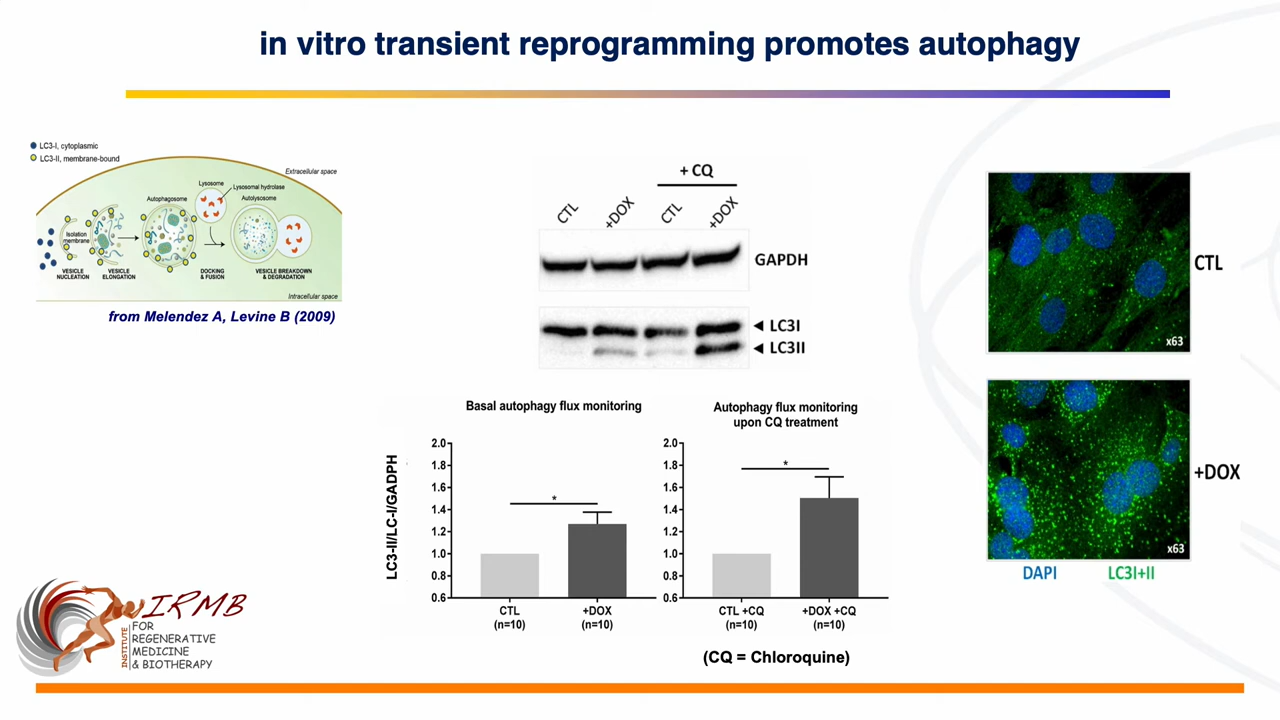 in vitro transient reprogramming promotes autophagy
LC3-I, cytoplasmic
LC3-II, membrane-bound
Extracellular space
Lysosome
Lysosomal hydrolase
Autophagosome
Autolysosome
Isolation
membrane
VESICLE
NUCLEATION
VESICLE
ELONGATION
DOCKING
& FUSION
VESICLE BREAKDOWN
& DEGRADATION
Intracellular space
from Melendez A, Levine B (2009)
+ CQ
CTL
+DOX
CTL
+DOX
GAPDH
LC3I
LC3II
Basal autophagy flux monitoring
LC3-II/LC-I/GADPH
2.0
1.8
1.6
1.4
1.2
1.0
0.8
0.6
*
CTL
(n=10)
+DOX
(n=10)
Autophagy flux monitoring
upon CQ treatment
2.0
1.8
1.6
1.4
1.2
1.0
0.8
0.6
*
CTL +CQ
(n=10)
+DOX +CQ
(n=10)
(CQ = Chloroquine)
x63
CTL
x63
+DOX
DAPI
LC3I+II
IRMB
INSTITUTE
FOR
REGENERATIVE
MEDICINE
& BIOTHERAPY